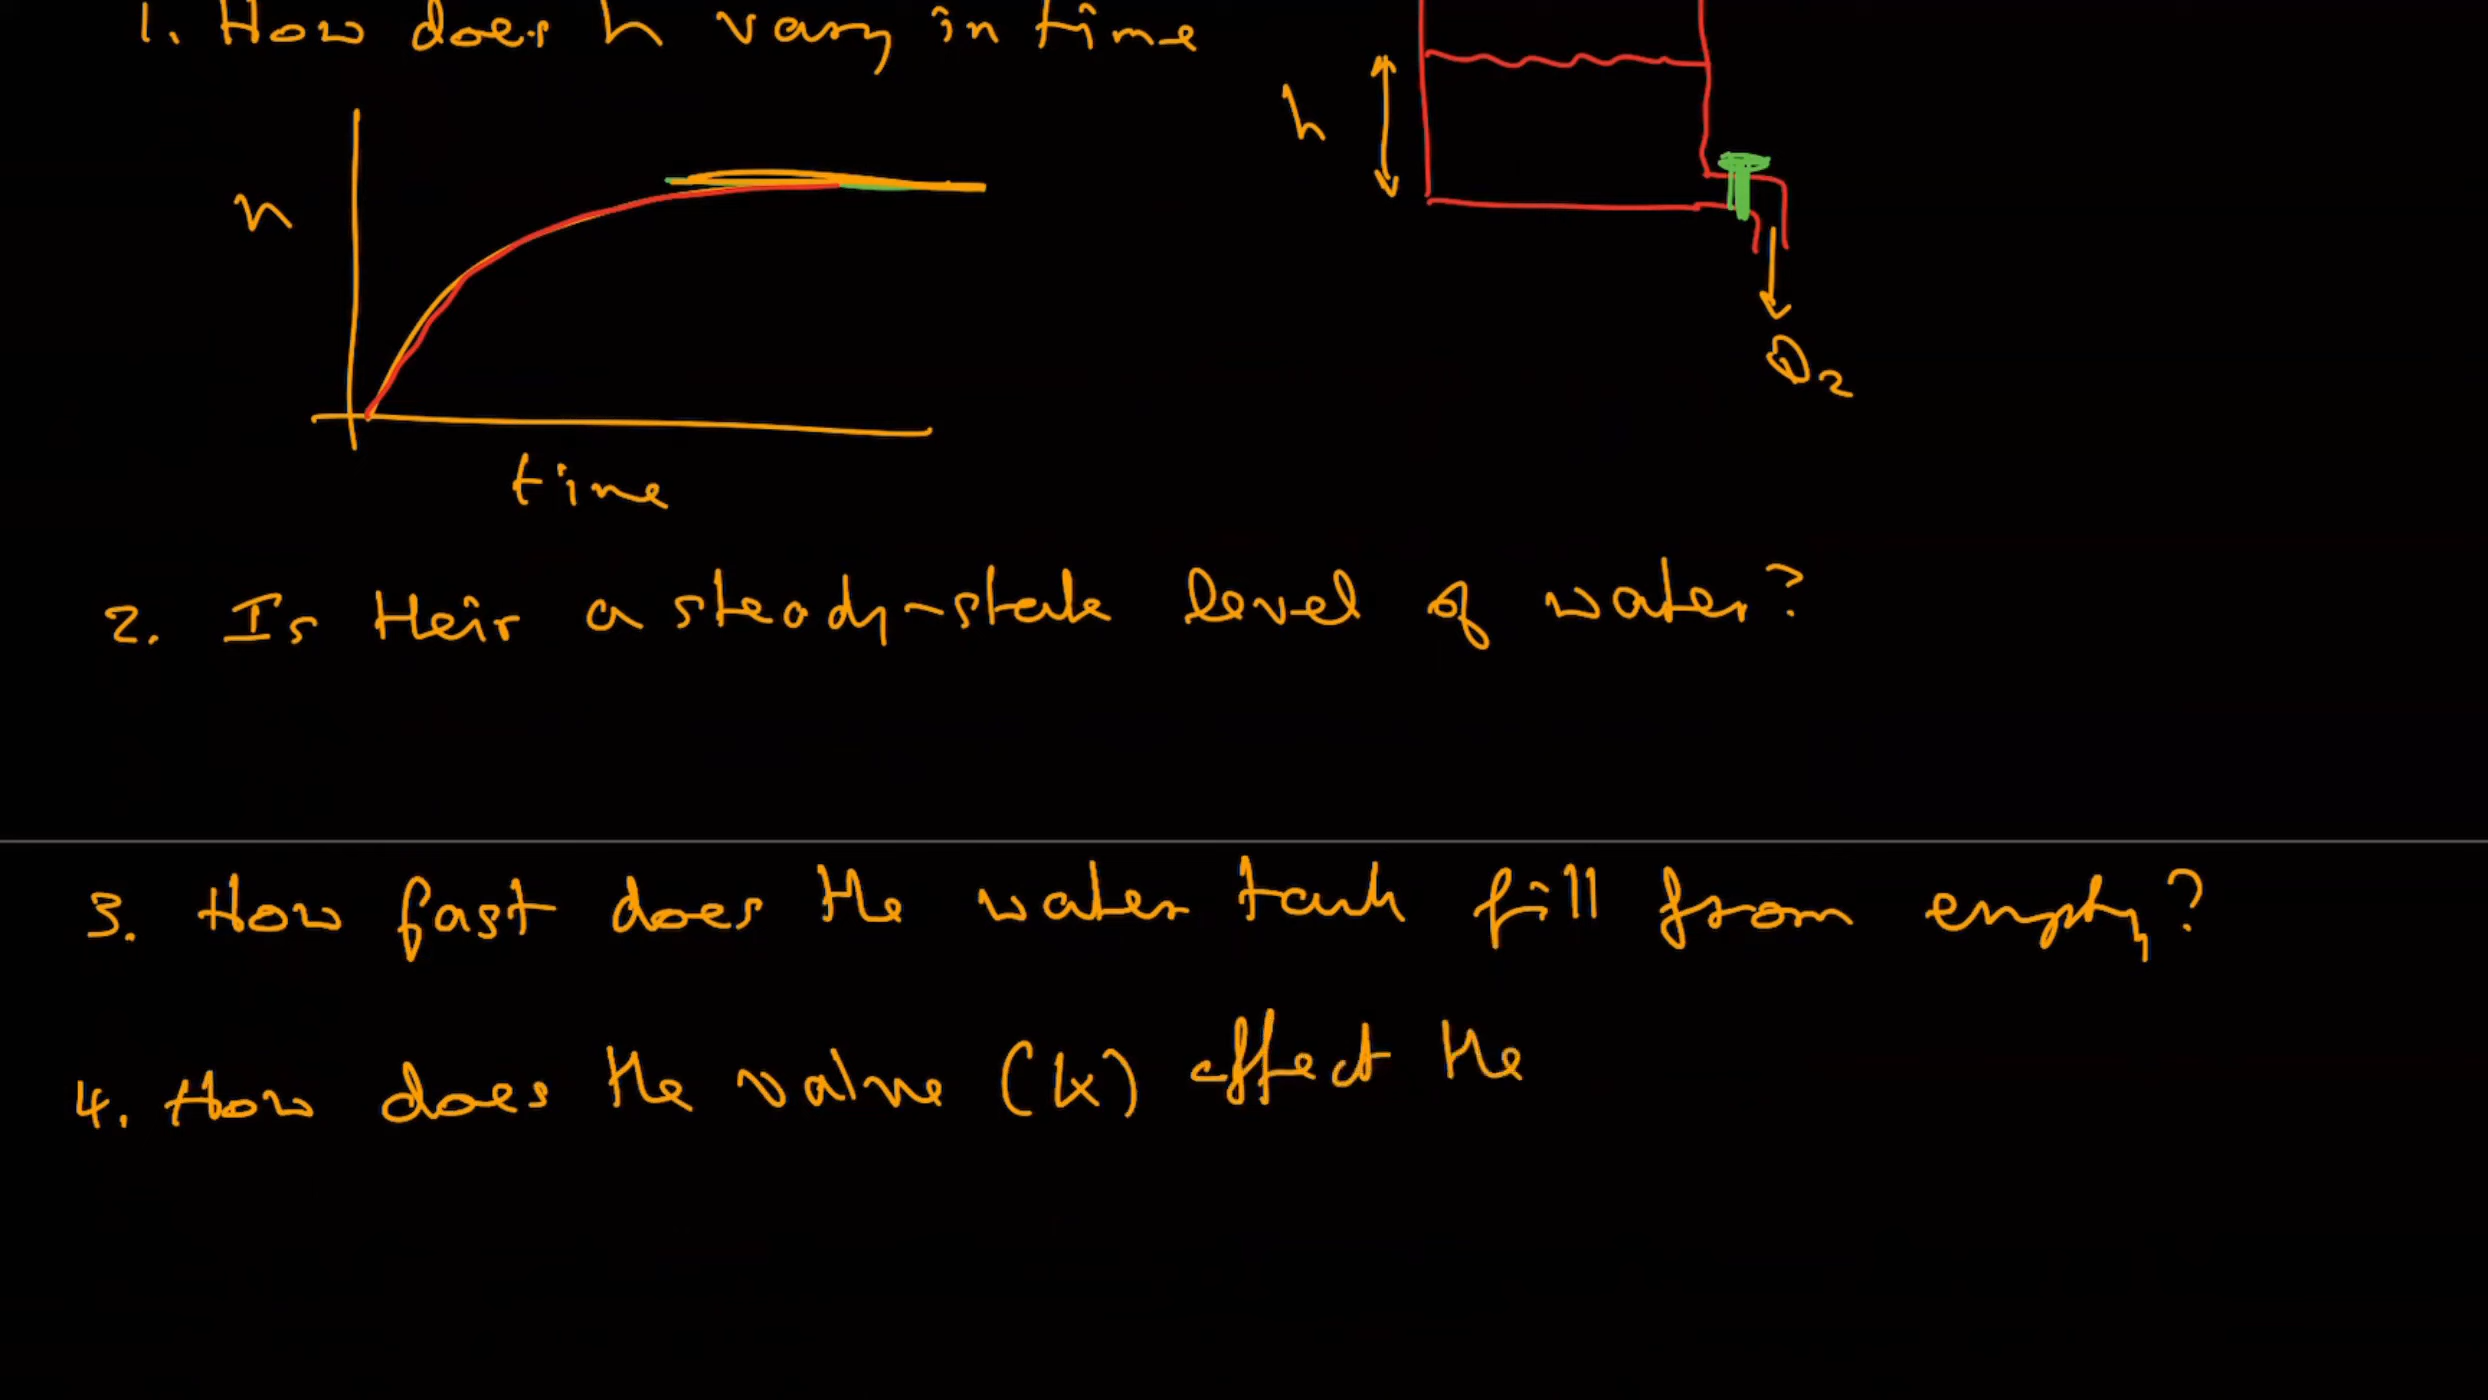 1. How does h vary in time
h
h
Q2
time
2. Is their a steady-state level of water?
3. How fast does the water tank fill from empty?
4. How does the valve (k) affect the